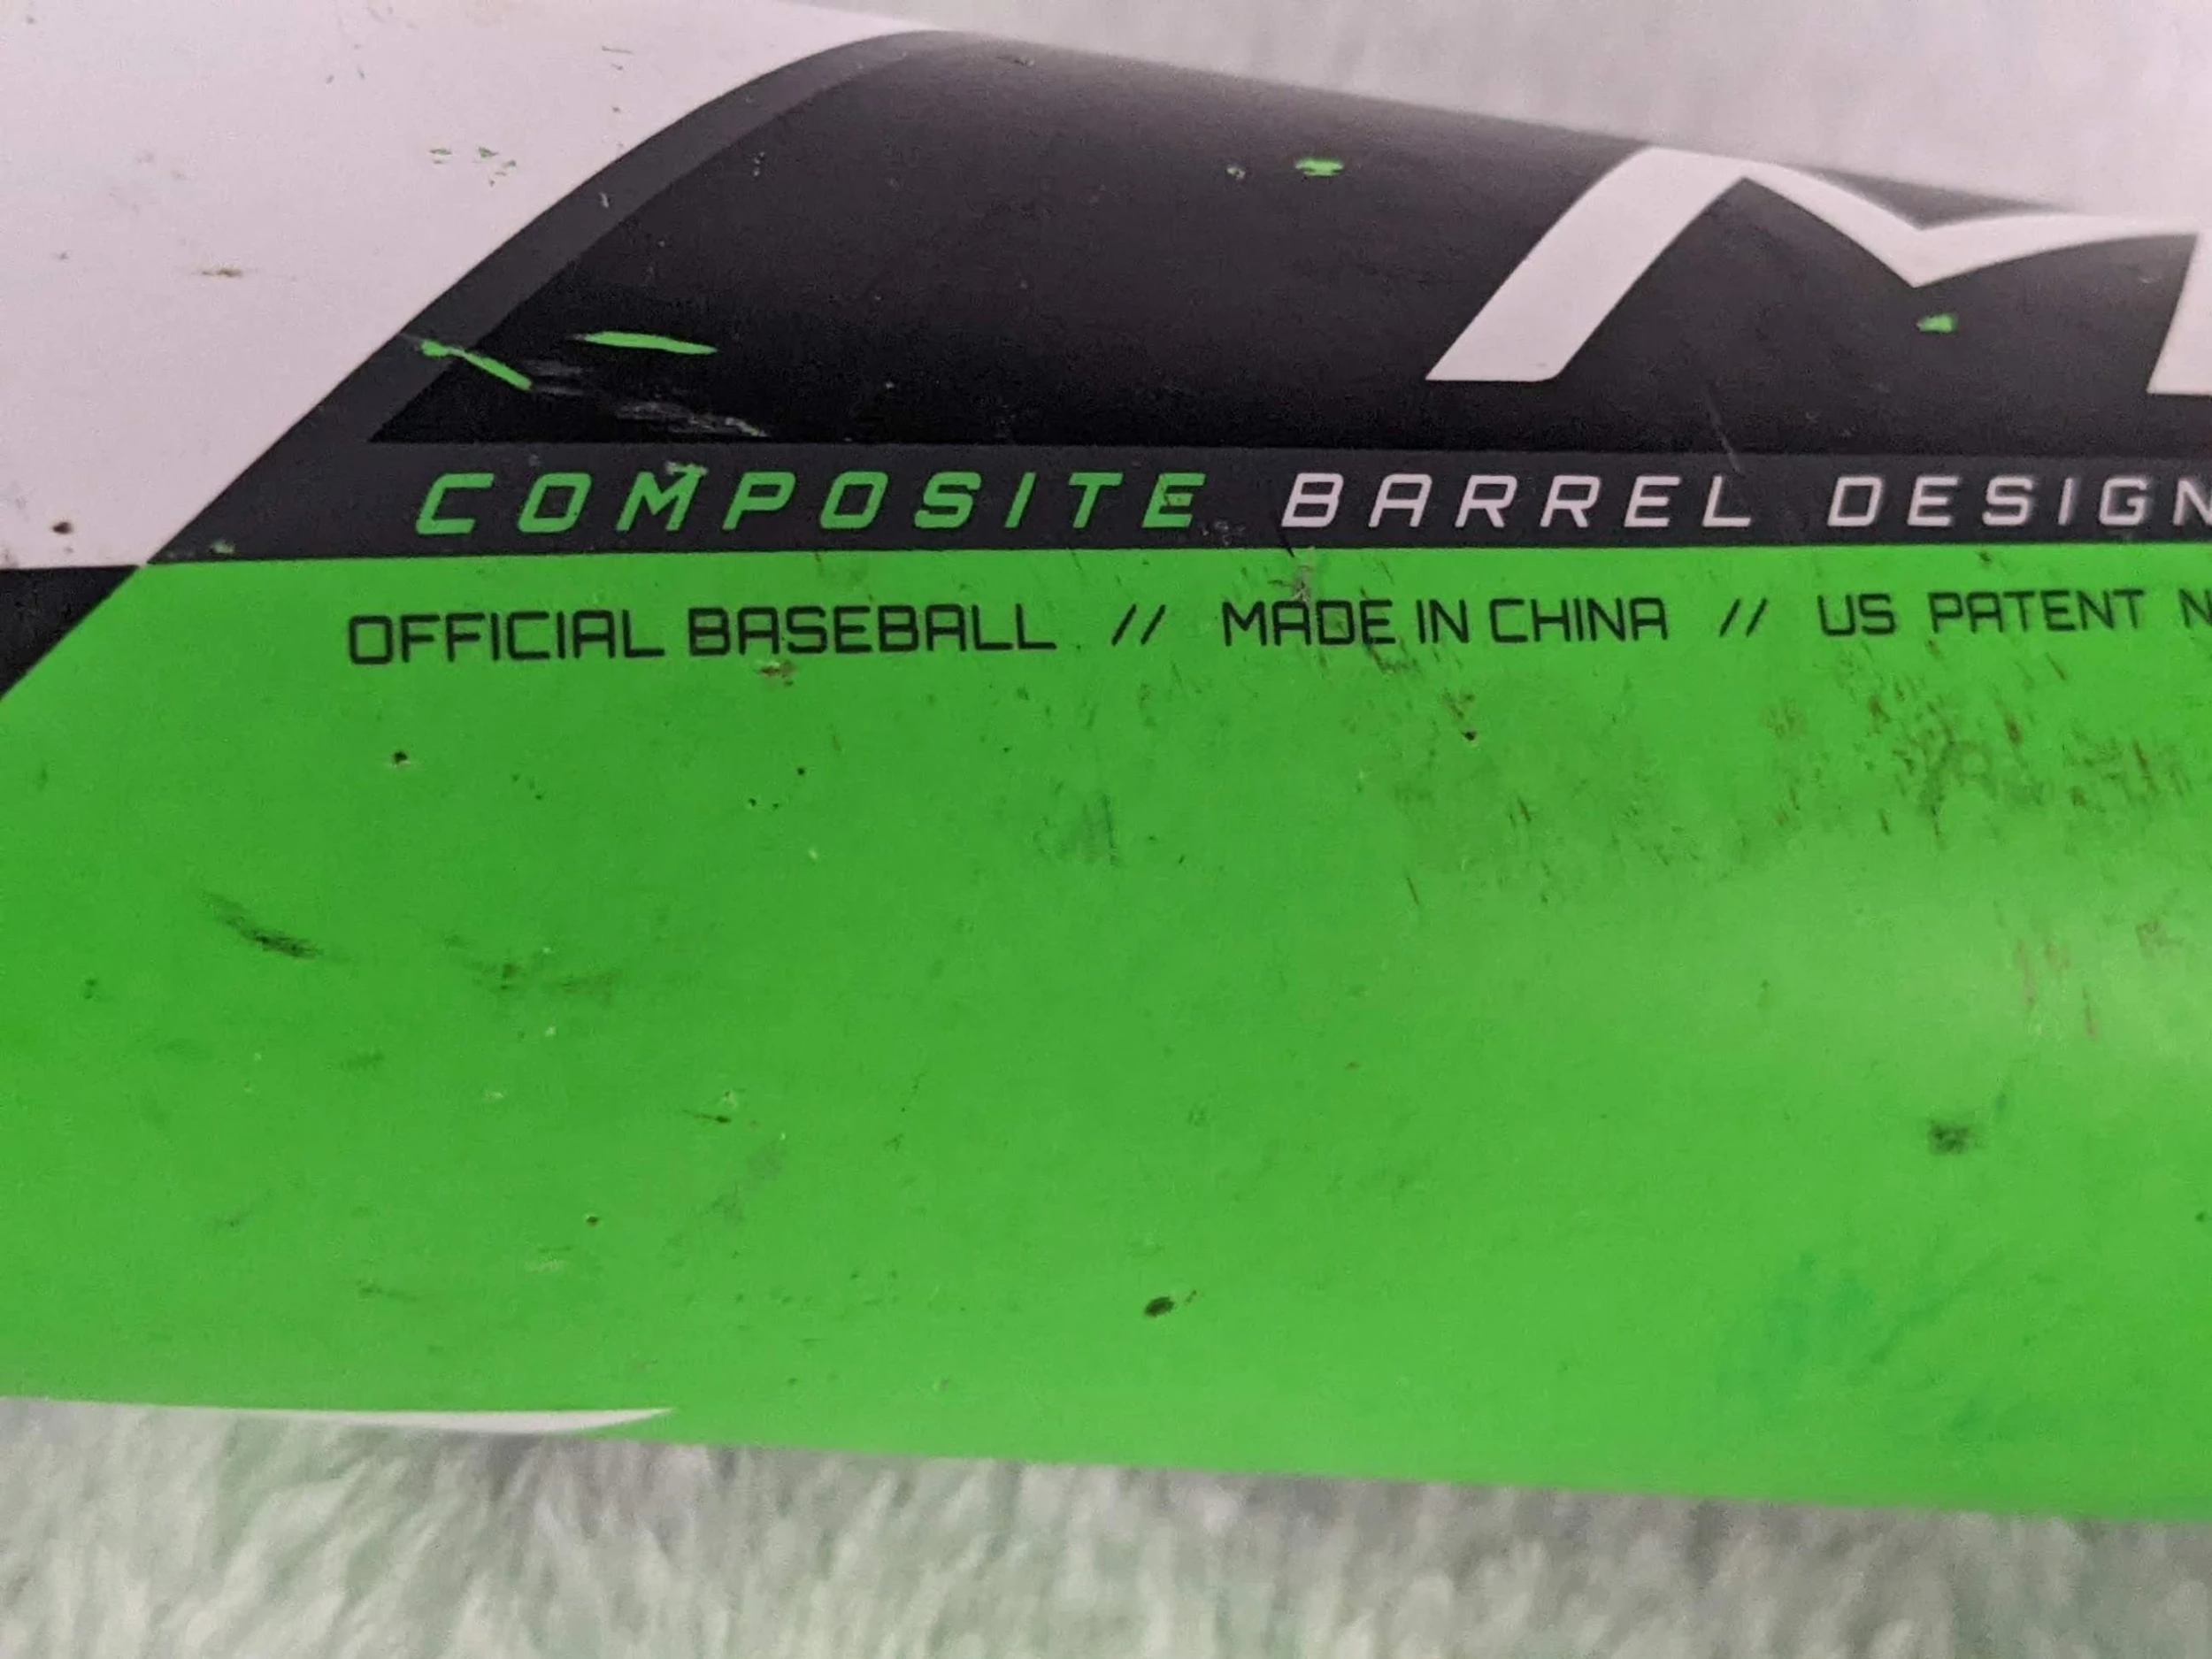 M
COMPOSITE BARREL DESIGN
OFFICIAL BASEBALL // MADE IN CHINA // US PATENT N